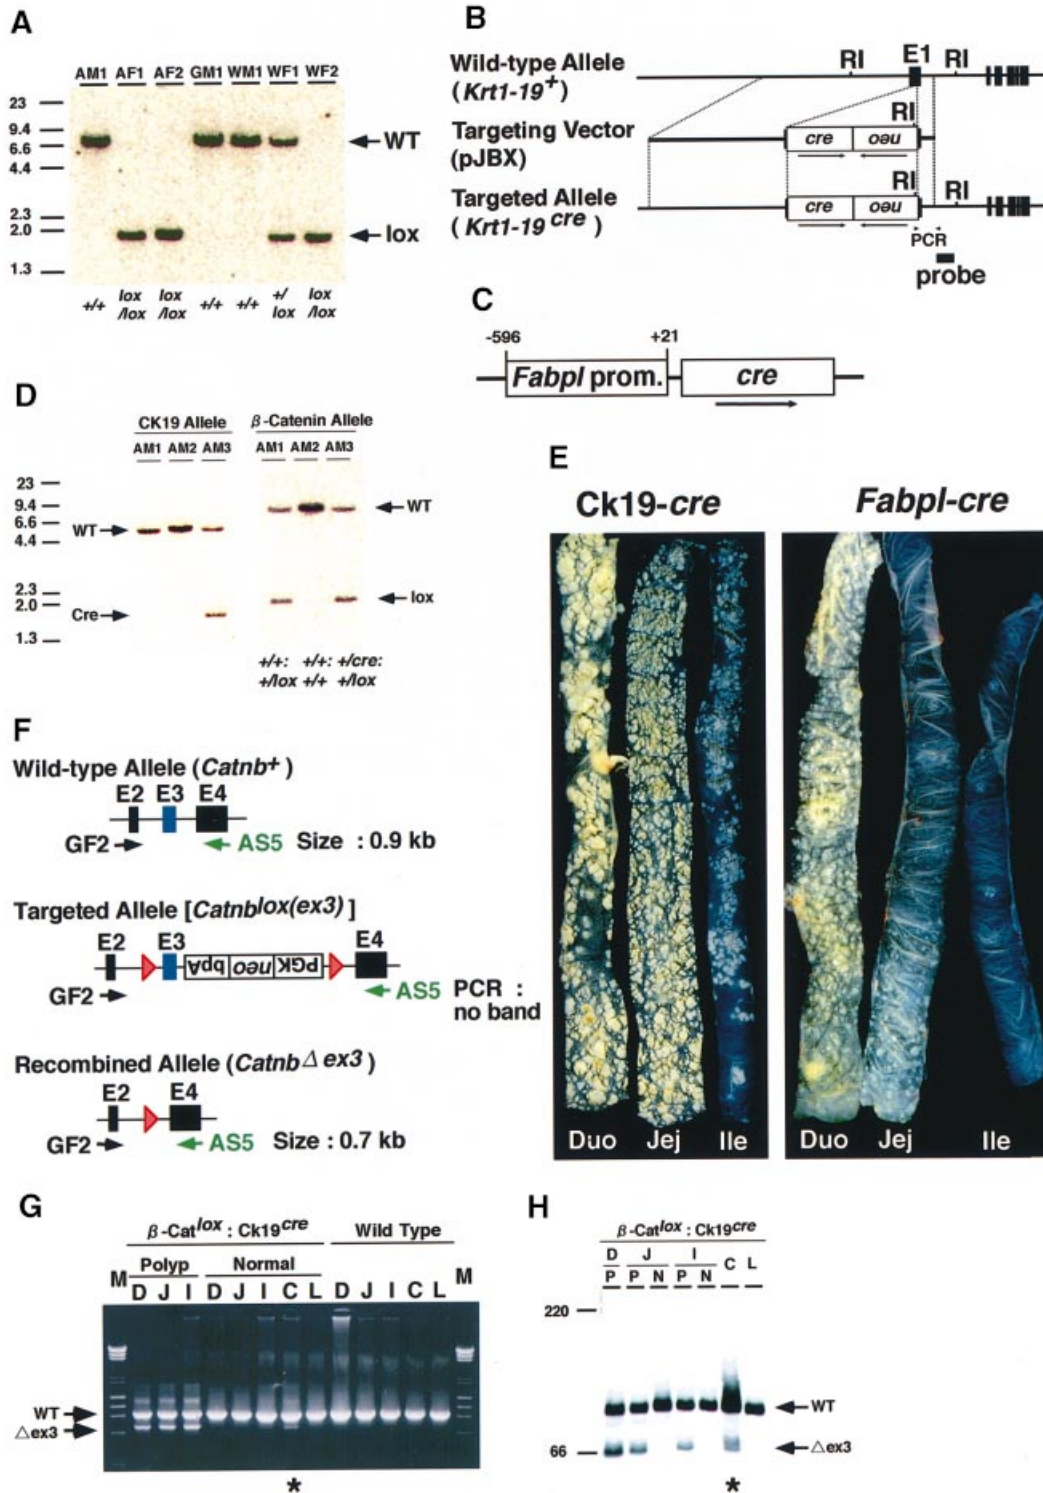 A
AM1 AF1 AF2 GM1 WM1 WF1 WF2
23
9.4
6.6
4.4
2.3
2.0
1.3
WT
lox
+/+ lox/lox lox/lox +/+ +/+ +/lox lox/lox
B
Wild-type Allele
(Krt1-19+)
RI E1 RI
Targeting Vector
(pJBX)
RI
cre neo
Targeted Allele
(Krt1-19cre)
RI RI
cre neo
PCR
probe
C
-596 +21
Fabpl prom. cre
D
CK19 Allele β-Catenin Allele
AM1 AM2 AM3 AM1 AM2 AM3
23
9.4
6.6
4.4
2.3
2.0
1.3
WT
Cre
WT
lox
+/+: +/+: +/cre:
+/lox +/+ +/lox
E
Ck19-cre Fabpl-cre
Duo Jej Ile Duo Jej Ile
F
Wild-type Allele (Catnb+)
E2 E3 E4
GF2 AS5 Size : 0.9 kb
Targeted Allele [Catnblox(ex3)]
E2 E3 E4
bpA neo PGK
GF2 AS5 PCR :
no band
Recombined Allele (Catnb△ex3)
E2 E4
GF2 AS5 Size : 0.7 kb
G
β-Catlox : Ck19cre Wild Type
Polyp Normal
M D J I D J I C L D J I C L M
WT
△ex3
*
H
β-Catlox : Ck19cre
D J I C L
P P N P N
220
66
WT
△ex3
*